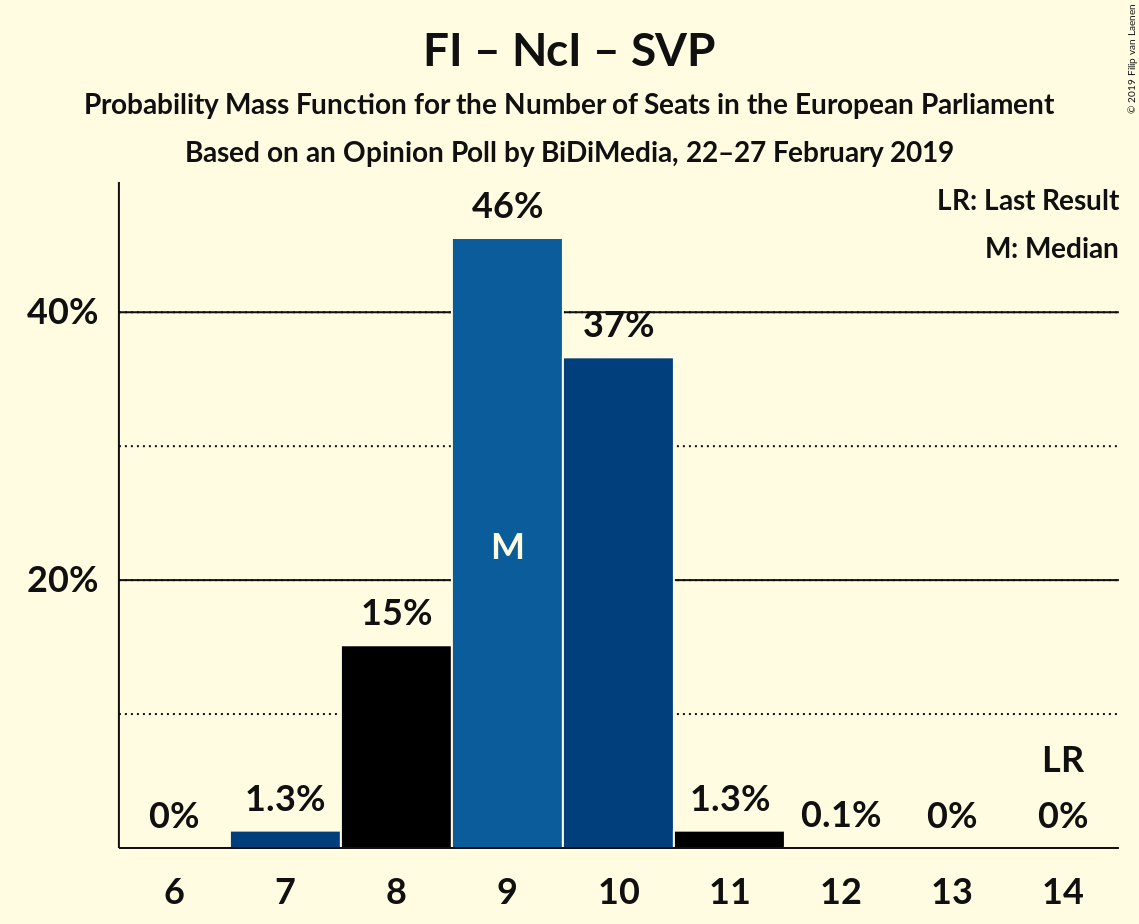 FI – NcI – SVP
Probability Mass Function for the Number of Seats in the European Parliament
Based on an Opinion Poll by BiDiMedia, 22–27 February 2019
© 2019 Filip van Laenen
LR: Last Result
M: Median
46%
40%
37%
M
20%
15%
LR
0%
1.3%
1.3%
0.1%
0%
0%
6 7 8 9 10 11 12 13 14